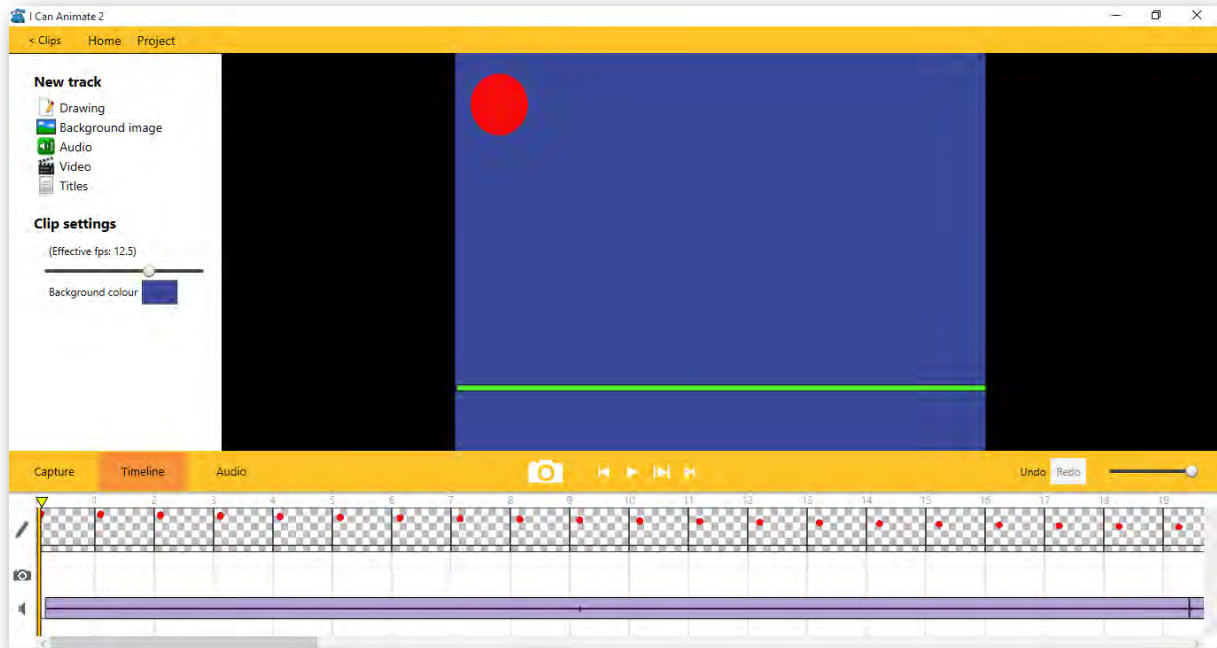 I Can Animate 2
< Clips Home Project
New track
Drawing
Background image
Audio
Video
Titles
Clip settings
(Effective fps: 12.5)
Background colour
Capture Timeline Audio Undo Redo
1 2 3 4 5 6 7 8 9 10 11 12 13 14 15 16 17 18 19